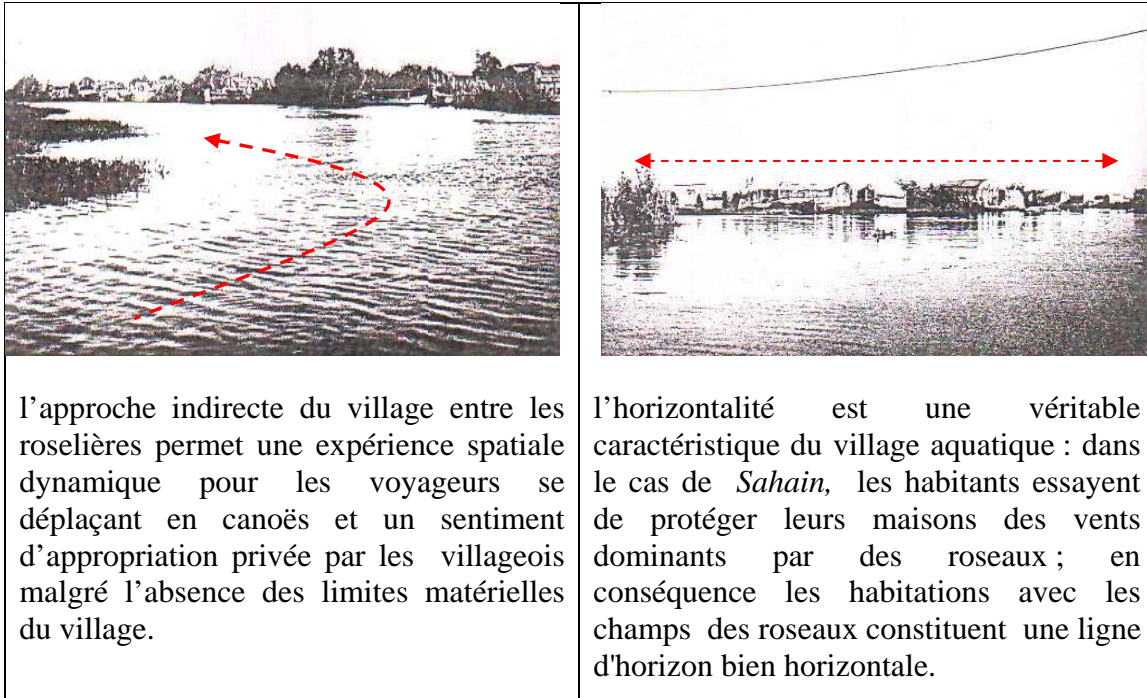 l’approche indirecte du village entre les
roselières permet une expérience spatiale
dynamique pour les voyageurs se
déplaçant en canoës et un sentiment
d’appropriation privée par les villageois
malgré l’absence des limites matérielles
du village.
l’horizontalité est une véritable
caractéristique du village aquatique : dans
le cas de Sahain, les habitants essayent
de protéger leurs maisons des vents
dominants par des roseaux ; en
conséquence les habitations avec les
champs des roseaux constituent une ligne
d'horizon bien horizontale.